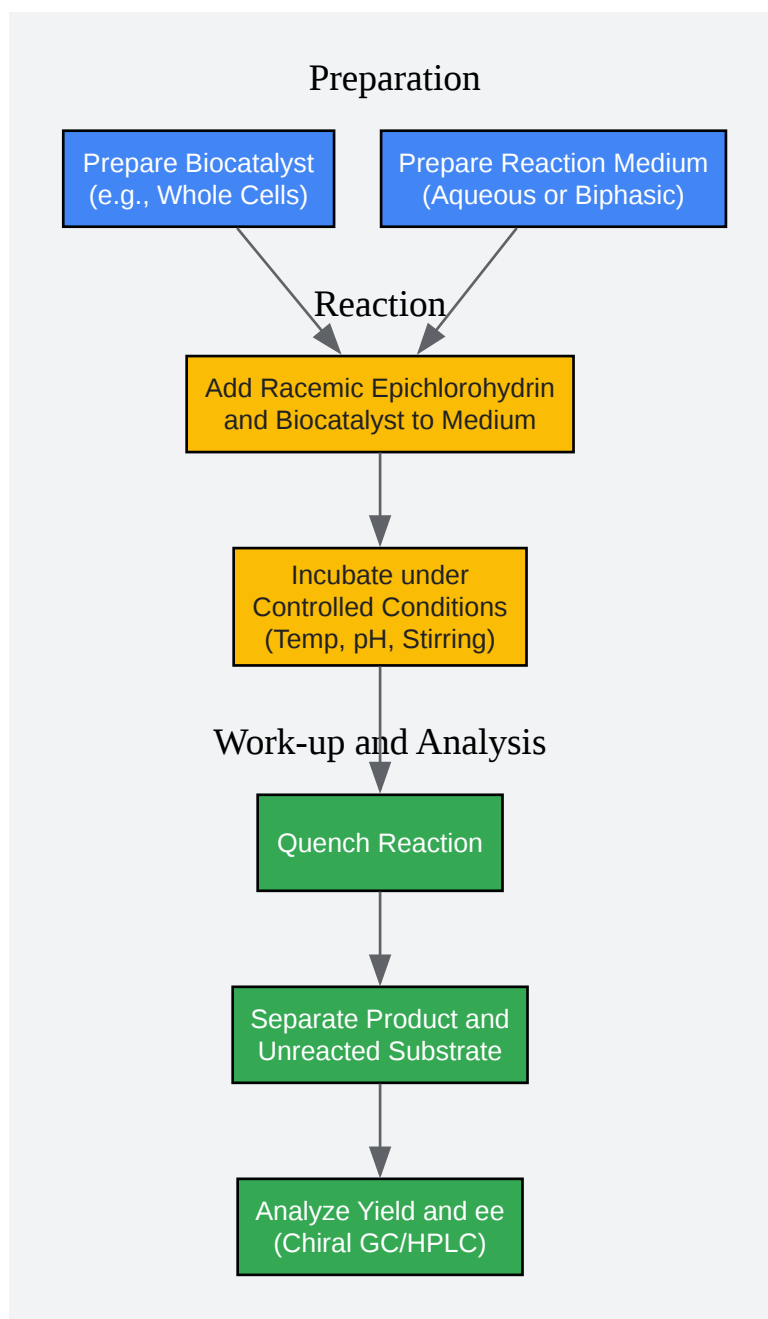 Preparation
Prepare Biocatalyst
(e.g., Whole Cells)
Prepare Reaction Medium
(Aqueous or Biphasic)
Reaction
Add Racemic Epichlorohydrin
and Biocatalyst to Medium
Incubate under
Controlled Conditions
(Temp, pH, Stirring)
Work-up and Analysis
Quench Reaction
Separate Product and
Unreacted Substrate
Analyze Yield and ee
(Chiral GC/HPLC)